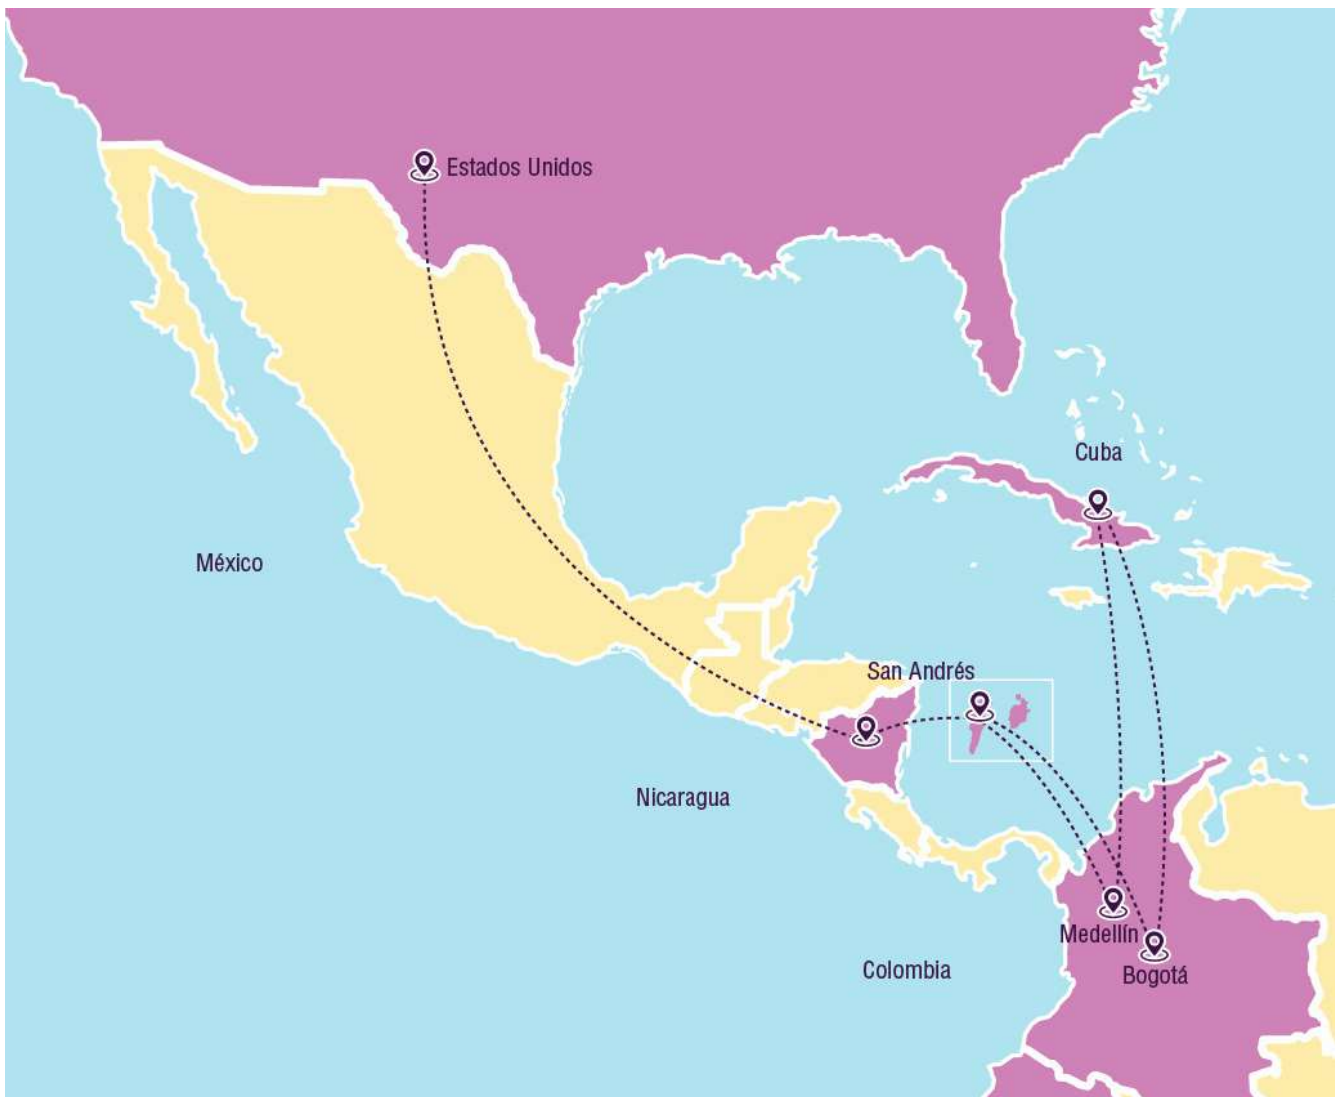 Estados Unidos
Cuba
México
San Andrés
Nicaragua
Medellín
Colombia
Bogotá